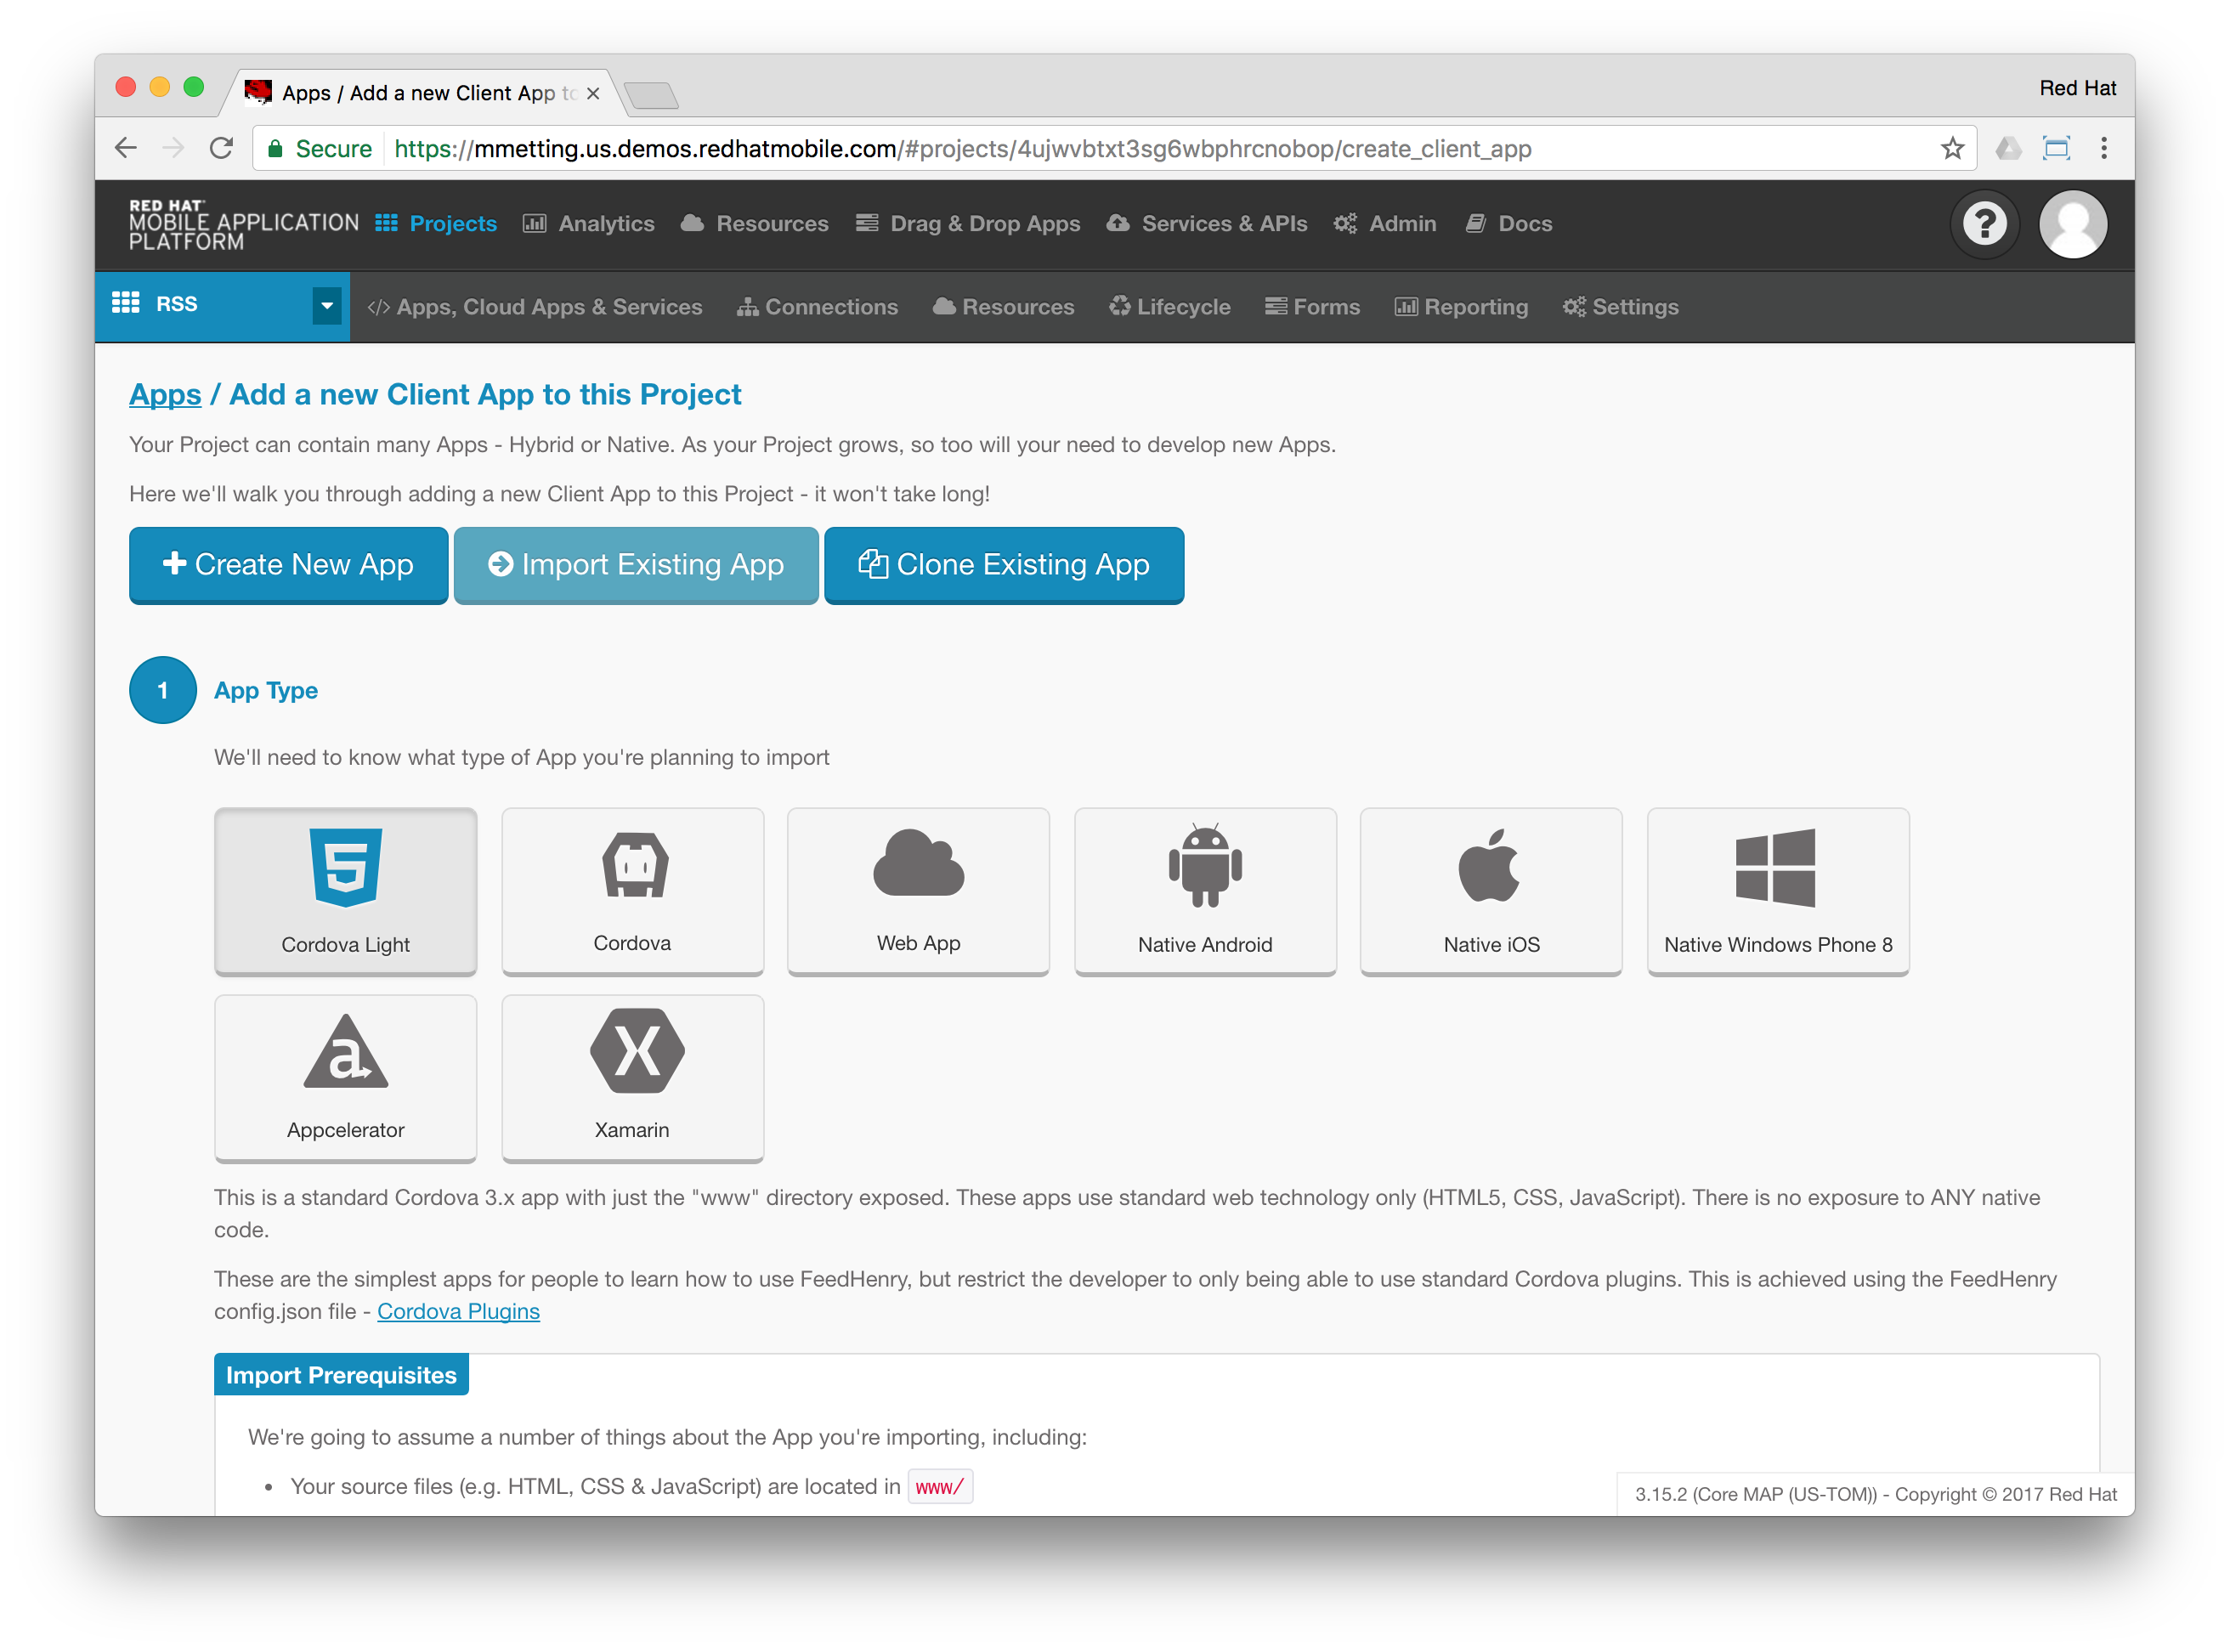 Apps / Add a new Client App to
Red Hat
Secure https://mmetting.us.demos.redhatmobile.com/#projects/4ujwvbtxt3sg6wbphrcnobop/create_client_app
RED HAT
MOBILE APPLICATION
PLATFORM
Projects Analytics Resources Drag & Drop Apps Services & APIs Admin Docs
?
RSS
</> Apps, Cloud Apps & Services Connections Resources Lifecycle Forms Reporting Settings
Apps / Add a new Client App to this Project
Your Project can contain many Apps - Hybrid or Native. As your Project grows, so too will your need to develop new Apps.
Here we'll walk you through adding a new Client App to this Project - it won't take long!
Create New App Import Existing App Clone Existing App
1 App Type
We'll need to know what type of App you're planning to import
Cordova Light Cordova Web App Native Android Native iOS Native Windows Phone 8
Appcelerator Xamarin
This is a standard Cordova 3.x app with just the "www" directory exposed. These apps use standard web technology only (HTML5, CSS, JavaScript). There is no exposure to ANY native
code.
These are the simplest apps for people to learn how to use FeedHenry, but restrict the developer to only being able to use standard Cordova plugins. This is achieved using the FeedHenry
config.json file - Cordova Plugins
Import Prerequisites
We're going to assume a number of things about the App you're importing, including:
• Your source files (e.g. HTML, CSS & JavaScript) are located in www/
3.15.2 (Core MAP (US-TOM)) - Copyright © 2017 Red Hat